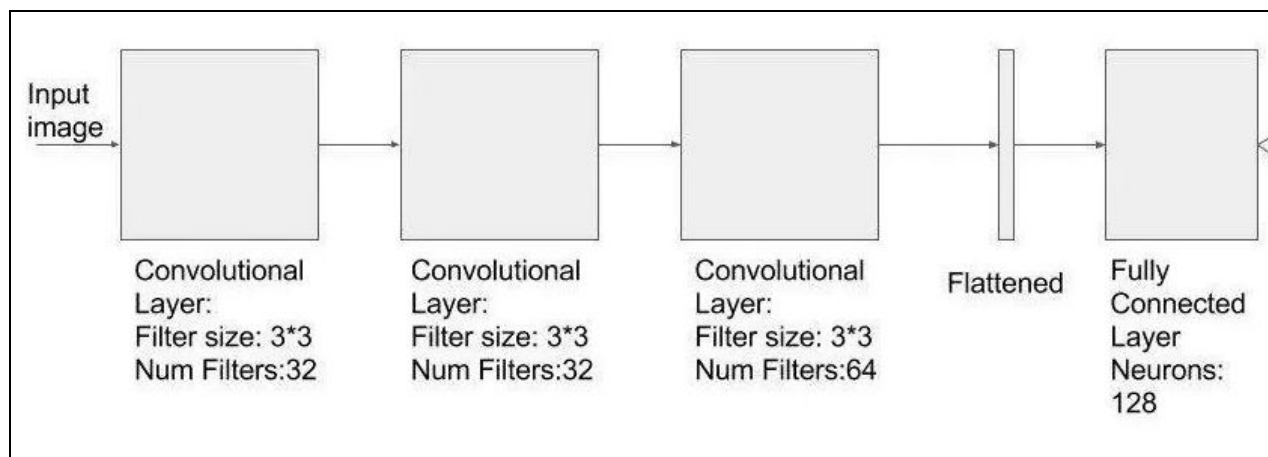 Input
image
Convolutional
Layer:
Filter size: 3*3
Num Filters:32
Convolutional
Layer:
Filter size: 3*3
Num Filters:32
Convolutional
Layer:
Filter size: 3*3
Num Filters:64
Flattened
Fully
Connected
Layer
Neurons:
128